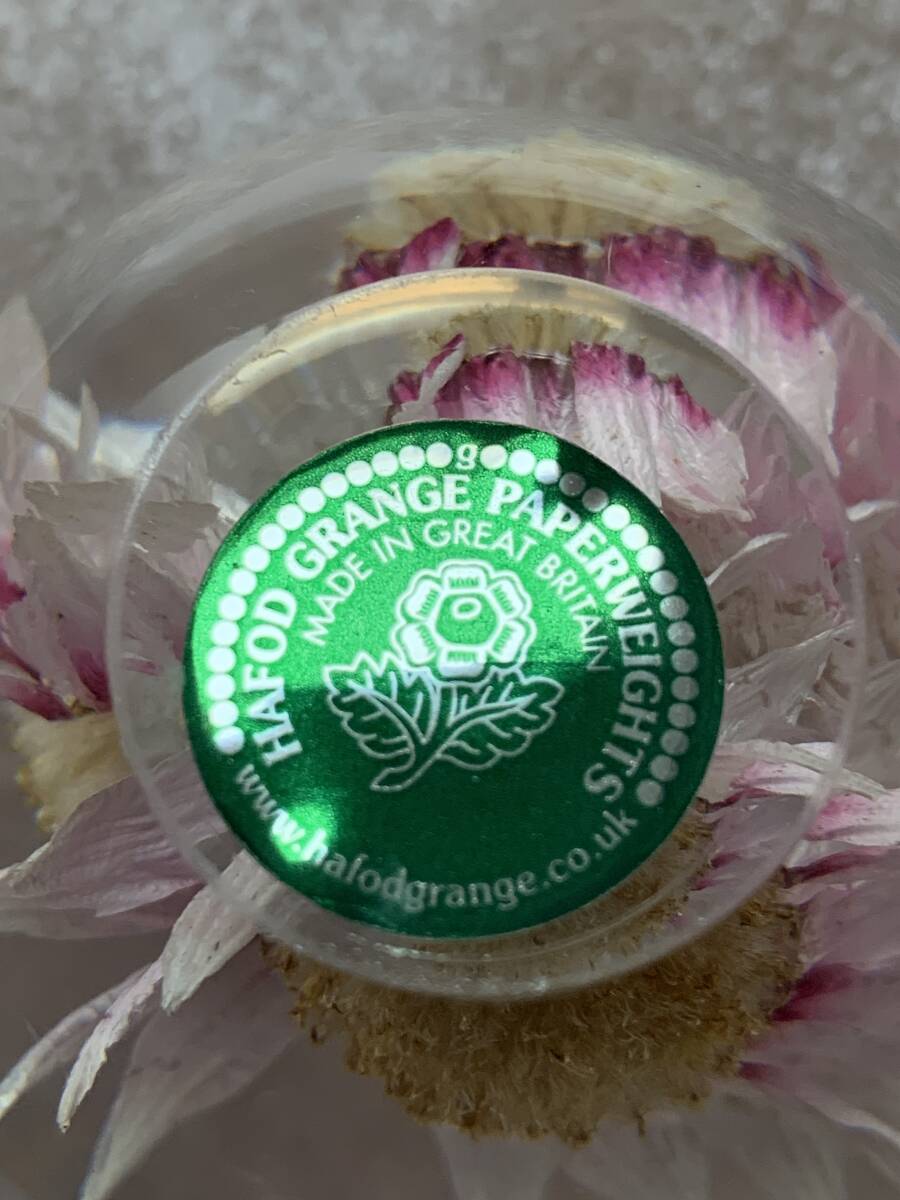 g
HAFOD GRANGE PAPERWEIGHTS
MADE IN GREAT BRITAIN
www.hafodgrange.co.uk